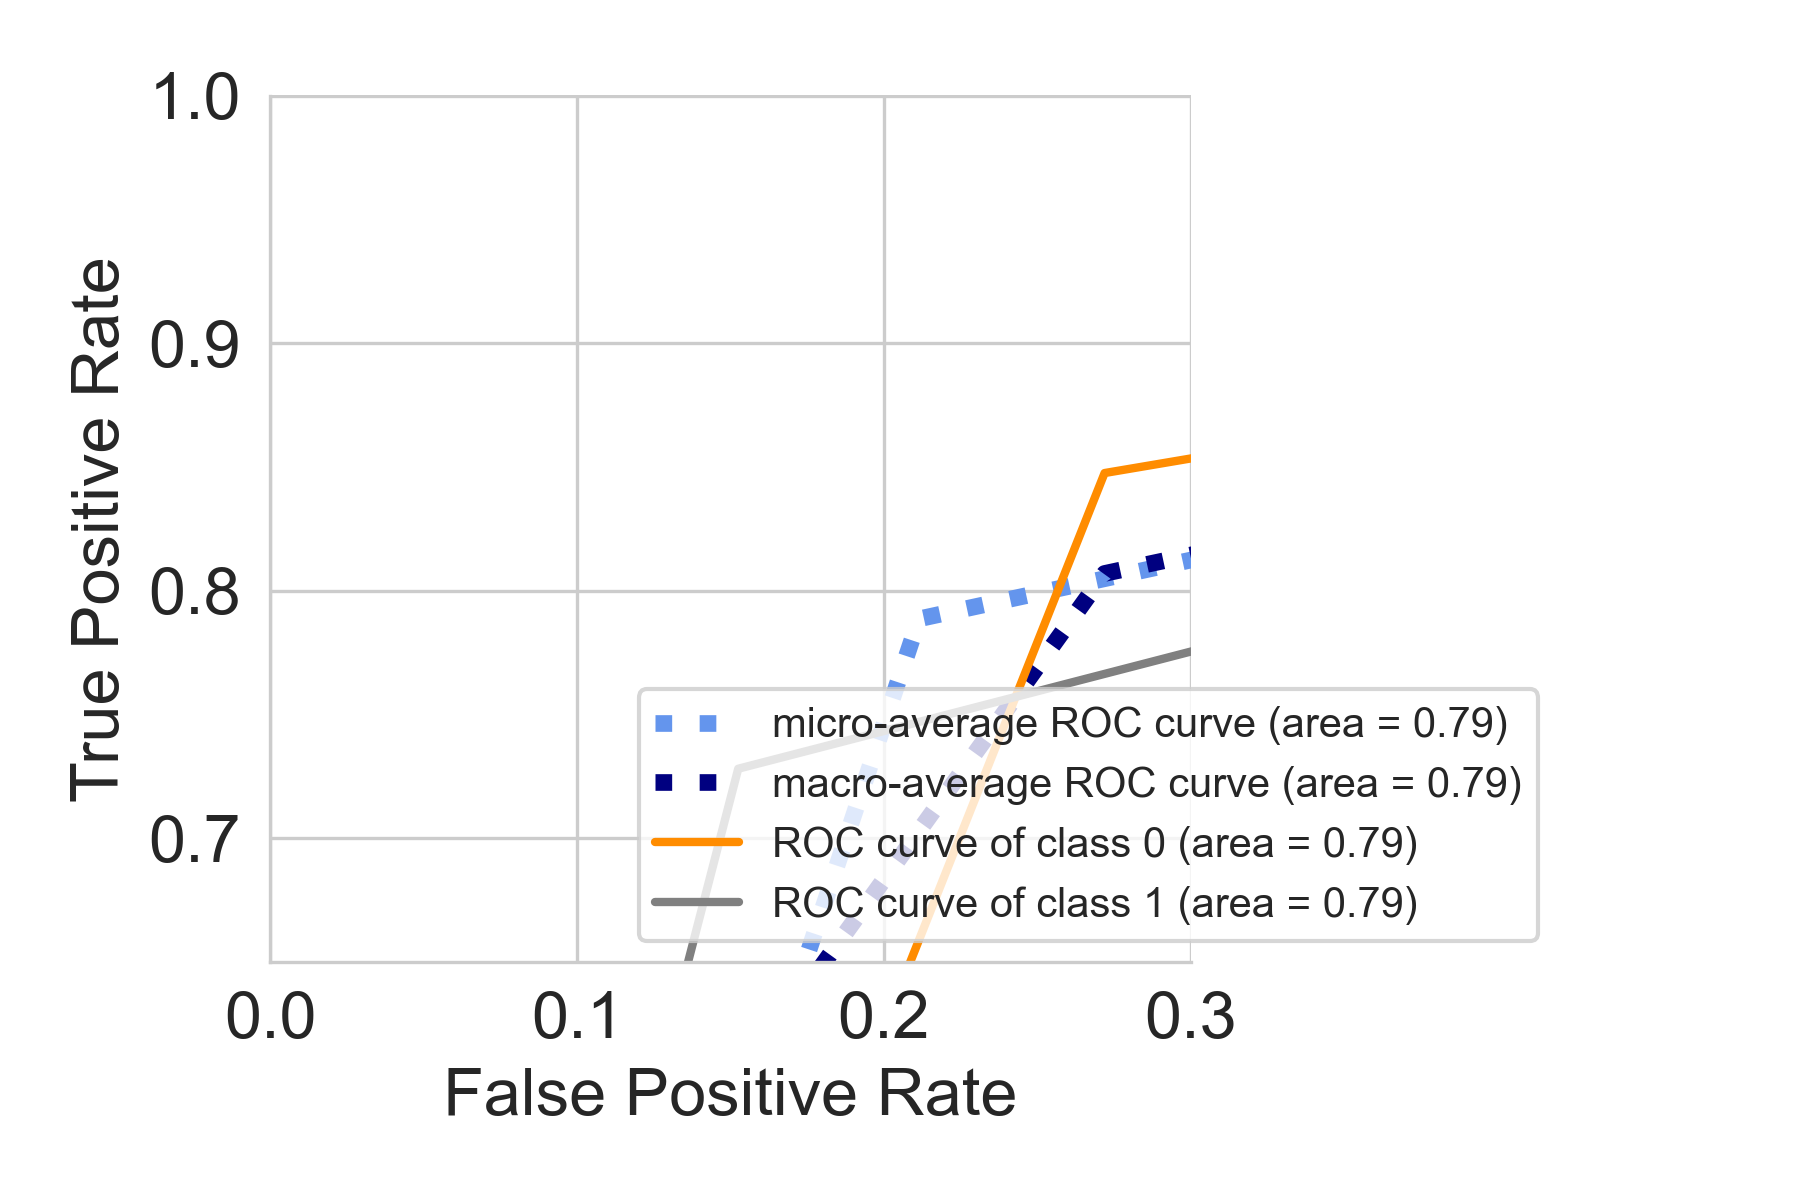 1.0
0.9
0.8
0.7
True Positive Rate
micro-average ROC curve (area = 0.79)
macro-average ROC curve (area = 0.79)
ROC curve of class 0 (area = 0.79)
ROC curve of class 1 (area = 0.79)
0.0 0.1 0.2 0.3
False Positive Rate